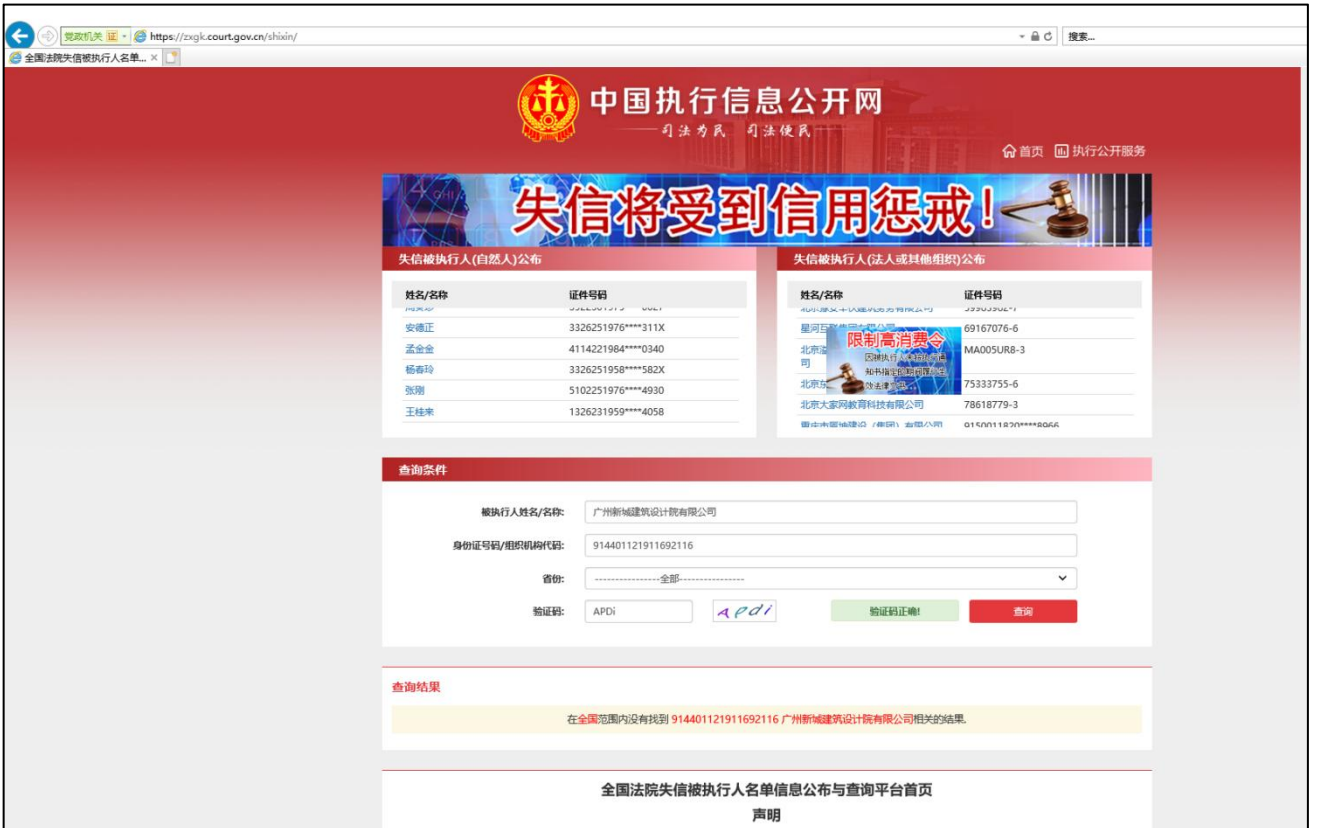 党政机关 证 https://zxgk.court.gov.cn/shixin/ 搜索...
全国法院失信被执行人名单... ×
中国执行信息公开网
司法为民 司法便民
首页 执行公开服务
失信将受到信用惩戒!
失信被执行人(自然人)公布
姓名/名称 证件号码
安德正 3326251976****311X
孟金金 4114221984****0340
杨春玲 3326251958****582X
张刚 5102251976****4930
王桂来 1326231959****4058
失信被执行人(法人或其他组织)公布
姓名/名称 证件号码
69167076-6
MA005UR8-3
司
75333755-6
北京大家网教育科技有限公司 78618779-3
9150011820****8966
限制高消费令
查询条件
被执行人姓名/名称: 广州新城建筑设计院有限公司
身份证号码/组织机构代码: 914401121911692116
省份: ----------------全部----------------
验证码: APDi Apdi 验证码正确! 查询
查询结果
在全国范围内没有找到 914401121911692116 广州新城建筑设计院有限公司相关的结果.
全国法院失信被执行人名单信息公布与查询平台首页
声明